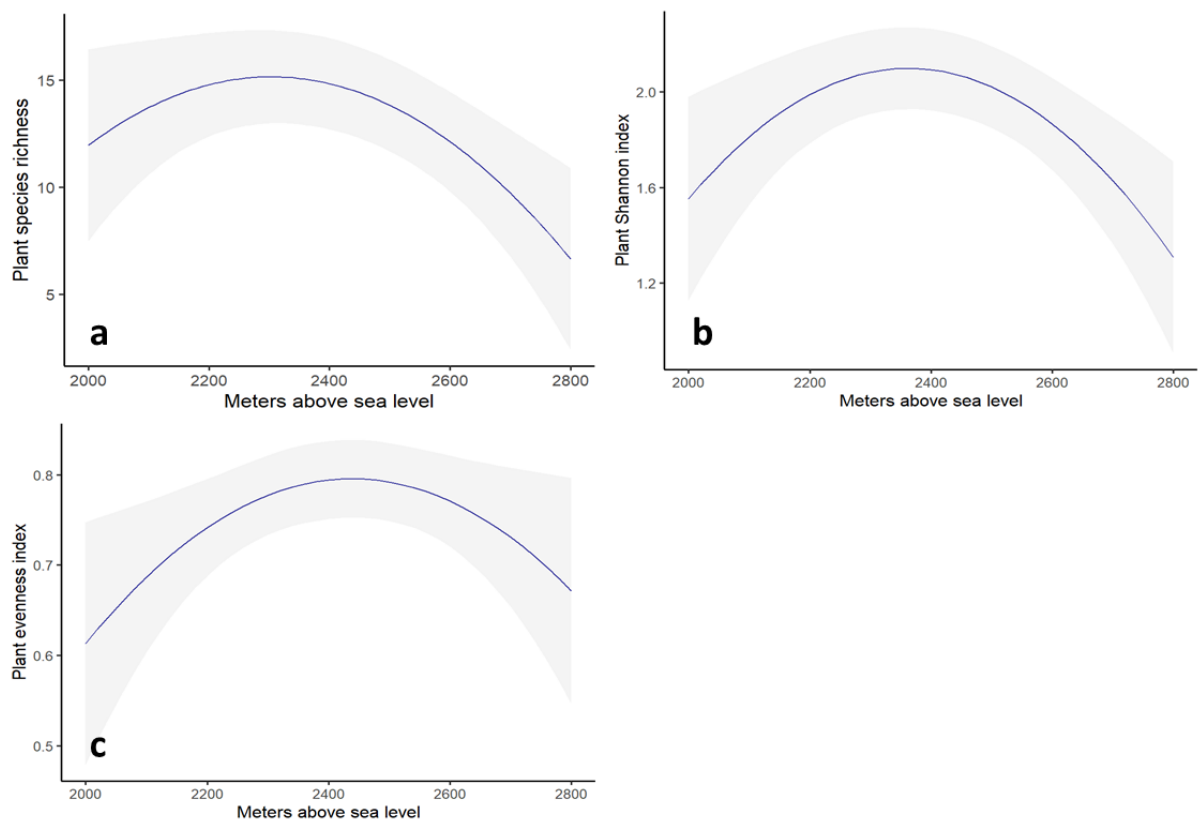 Plant species richness
15
10
5
a
2000 2200 2400 2600 2800
Meters above sea level
Plant Shannon index
2.0
1.6
1.2
b
2000 2200 2400 2600 2800
Meters above sea level
Plant evenness index
0.8
0.7
0.6
0.5
c
2000 2200 2400 2600 2800
Meters above sea level